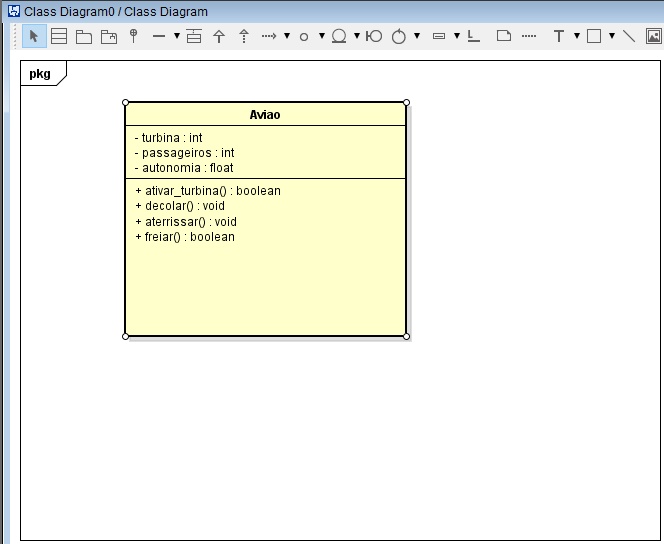 Class Diagram0 / Class Diagram
T
pkg
Aviao
- turbina : int
- passageiros : int
- autonomia : float
+ ativar_turbina() : boolean
+ decolar() : void
+ aterrissar() : void
+ freiar() : boolean